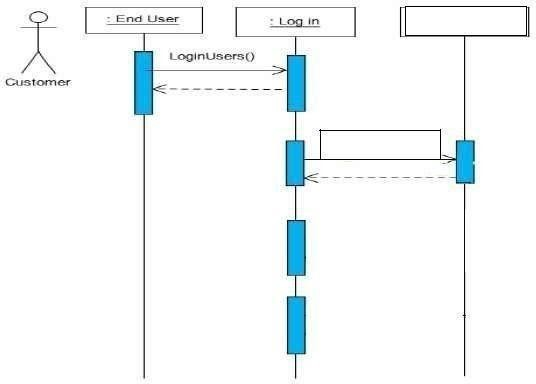 : End User
: Log in
LoginUsers()
Customer